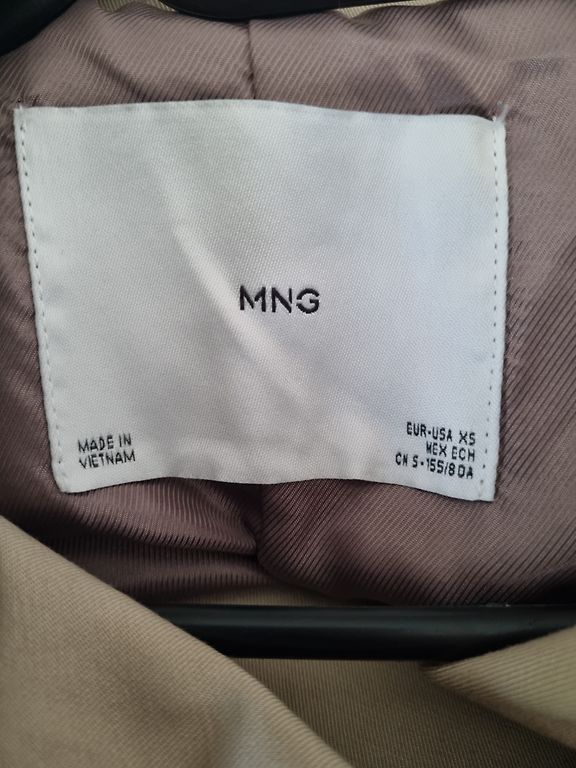 MNG
MADE IN
VIETNAM
EUR-USA XS
MEX ECH
CN S-155/80A